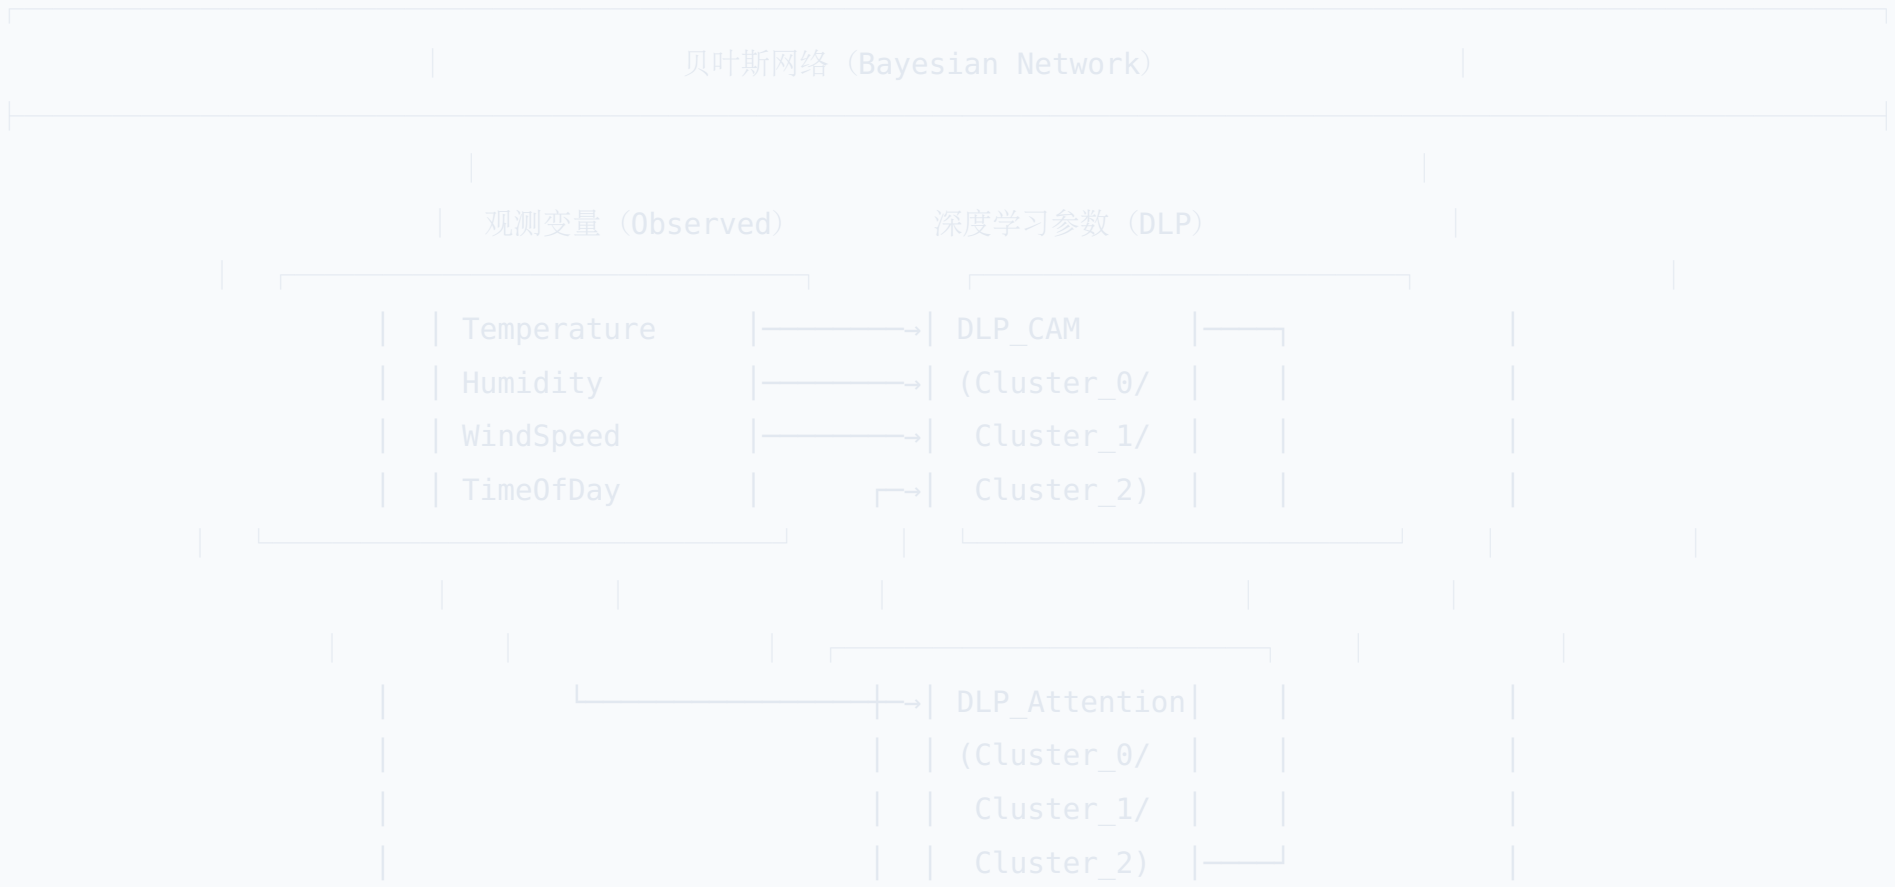 贝叶斯网络（Bayesian Network）
观测变量（Observed） 深度学习参数（DLP）
Temperature → DLP_CAM
Humidity → (Cluster_0/
WindSpeed → Cluster_1/
TimeOfDay → Cluster_2)
→ DLP_Attention
(Cluster_0/
Cluster_1/
Cluster_2)